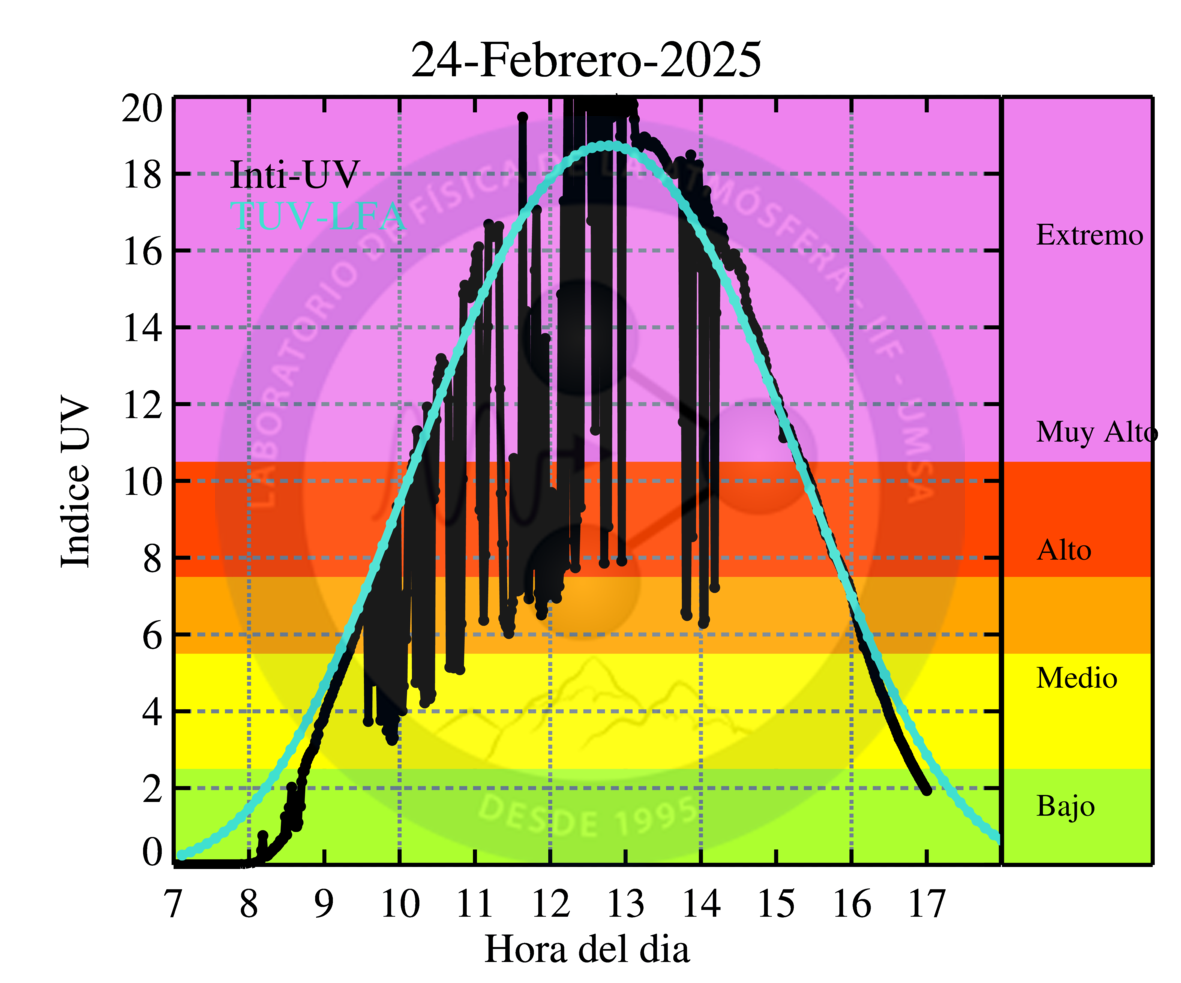 24-Febrero-2025
Inti-UV
TUV-LFA
Indice UV
20
18
16
14
12
10
8
6
4
2
0
7 8 9 10 11 12 13 14 15 16 17
Hora del dia
Extremo
Muy Alto
Alto
Medio
Bajo
LABORATORIO DE FÍSICA DE LA ATMÓSFERA - IIF - UMSA
DESDE 1995